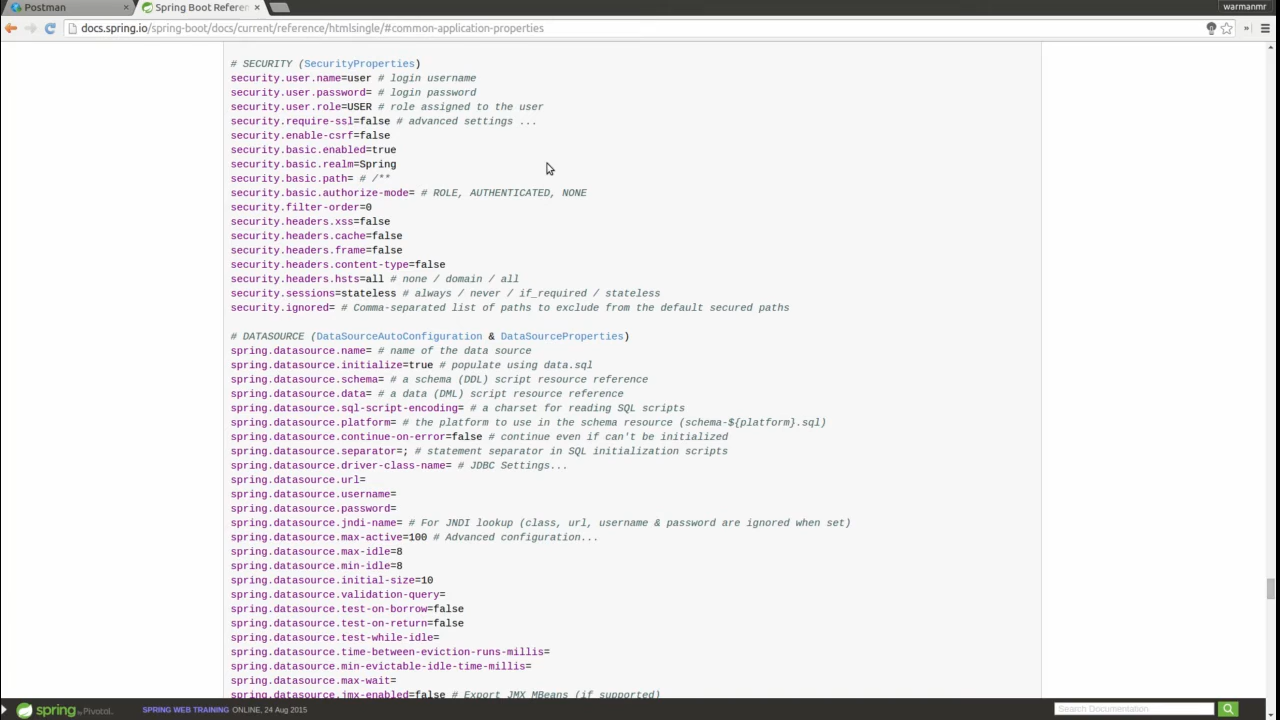 Postman
Spring Boot Referen
warmanmr
docs.spring.io/spring-boot/docs/current/reference/htmlsingle/#common-application-properties
# SECURITY (SecurityProperties)
security.user.name=user # login username
security.user.password= # login password
security.user.role=USER # role assigned to the user
security.require-ssl=false # advanced settings ...
security.enable-csrf=false
security.basic.enabled=true
security.basic.realm=Spring
security.basic.path= # /**
security.basic.authorize-mode= # ROLE, AUTHENTICATED, NONE
security.filter-order=0
security.headers.xss=false
security.headers.cache=false
security.headers.frame=false
security.headers.content-type=false
security.headers.hsts=all # none / domain / all
security.sessions=stateless # always / never / if_required / stateless
security.ignored= # Comma-separated list of paths to exclude from the default secured paths
# DATASOURCE (DataSourceAutoConfiguration & DataSourceProperties)
spring.datasource.name= # name of the data source
spring.datasource.initialize=true # populate using data.sql
spring.datasource.schema= # a schema (DDL) script resource reference
spring.datasource.data= # a data (DML) script resource reference
spring.datasource.sql-script-encoding= # a charset for reading SQL scripts
spring.datasource.platform= # the platform to use in the schema resource (schema-${platform}.sql)
spring.datasource.continue-on-error=false # continue even if can't be initialized
spring.datasource.separator=; # statement separator in SQL initialization scripts
spring.datasource.driver-class-name= # JDBC Settings...
spring.datasource.url=
spring.datasource.username=
spring.datasource.password=
spring.datasource.jndi-name= # For JNDI lookup (class, url, username & password are ignored when set)
spring.datasource.max-active=100 # Advanced configuration...
spring.datasource.max-idle=8
spring.datasource.min-idle=8
spring.datasource.initial-size=10
spring.datasource.validation-query=
spring.datasource.test-on-borrow=false
spring.datasource.test-on-return=false
spring.datasource.test-while-idle=
spring.datasource.time-between-eviction-runs-millis=
spring.datasource.min-evictable-idle-time-millis=
spring.datasource.max-wait=
spring.datasource.jmx-enabled=false # Export JMX MBeans (if supported)
spring by Pivotal.
SPRING WEB TRAINING ONLINE, 24 Aug 2015
Search Documentation